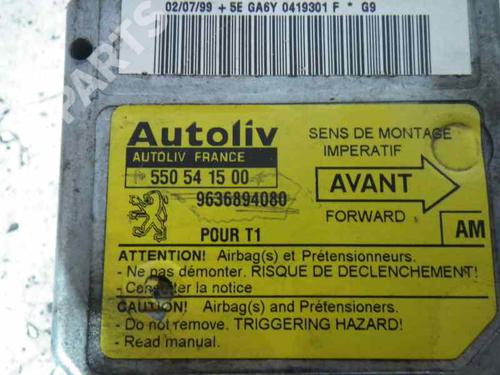 02/07/99 + 5E GA6Y 0419301 F * G9
Autoliv
AUTOLIV FRANCE
550 54 15 00
9636894080
POUR T1
SENS DE MONTAGE
IMPERATIF
AVANT
FORWARD
AM
ATTENTION! Airbag(s) et Prétensionneurs.
- Ne pas démonter. RISQUE DE DECLENCHEMENT!
- Consulter la notice
CAUTION! Airbag(s) and Prétensioners.
- Do not remove. TRIGGERING HAZARD!
- Read manual.